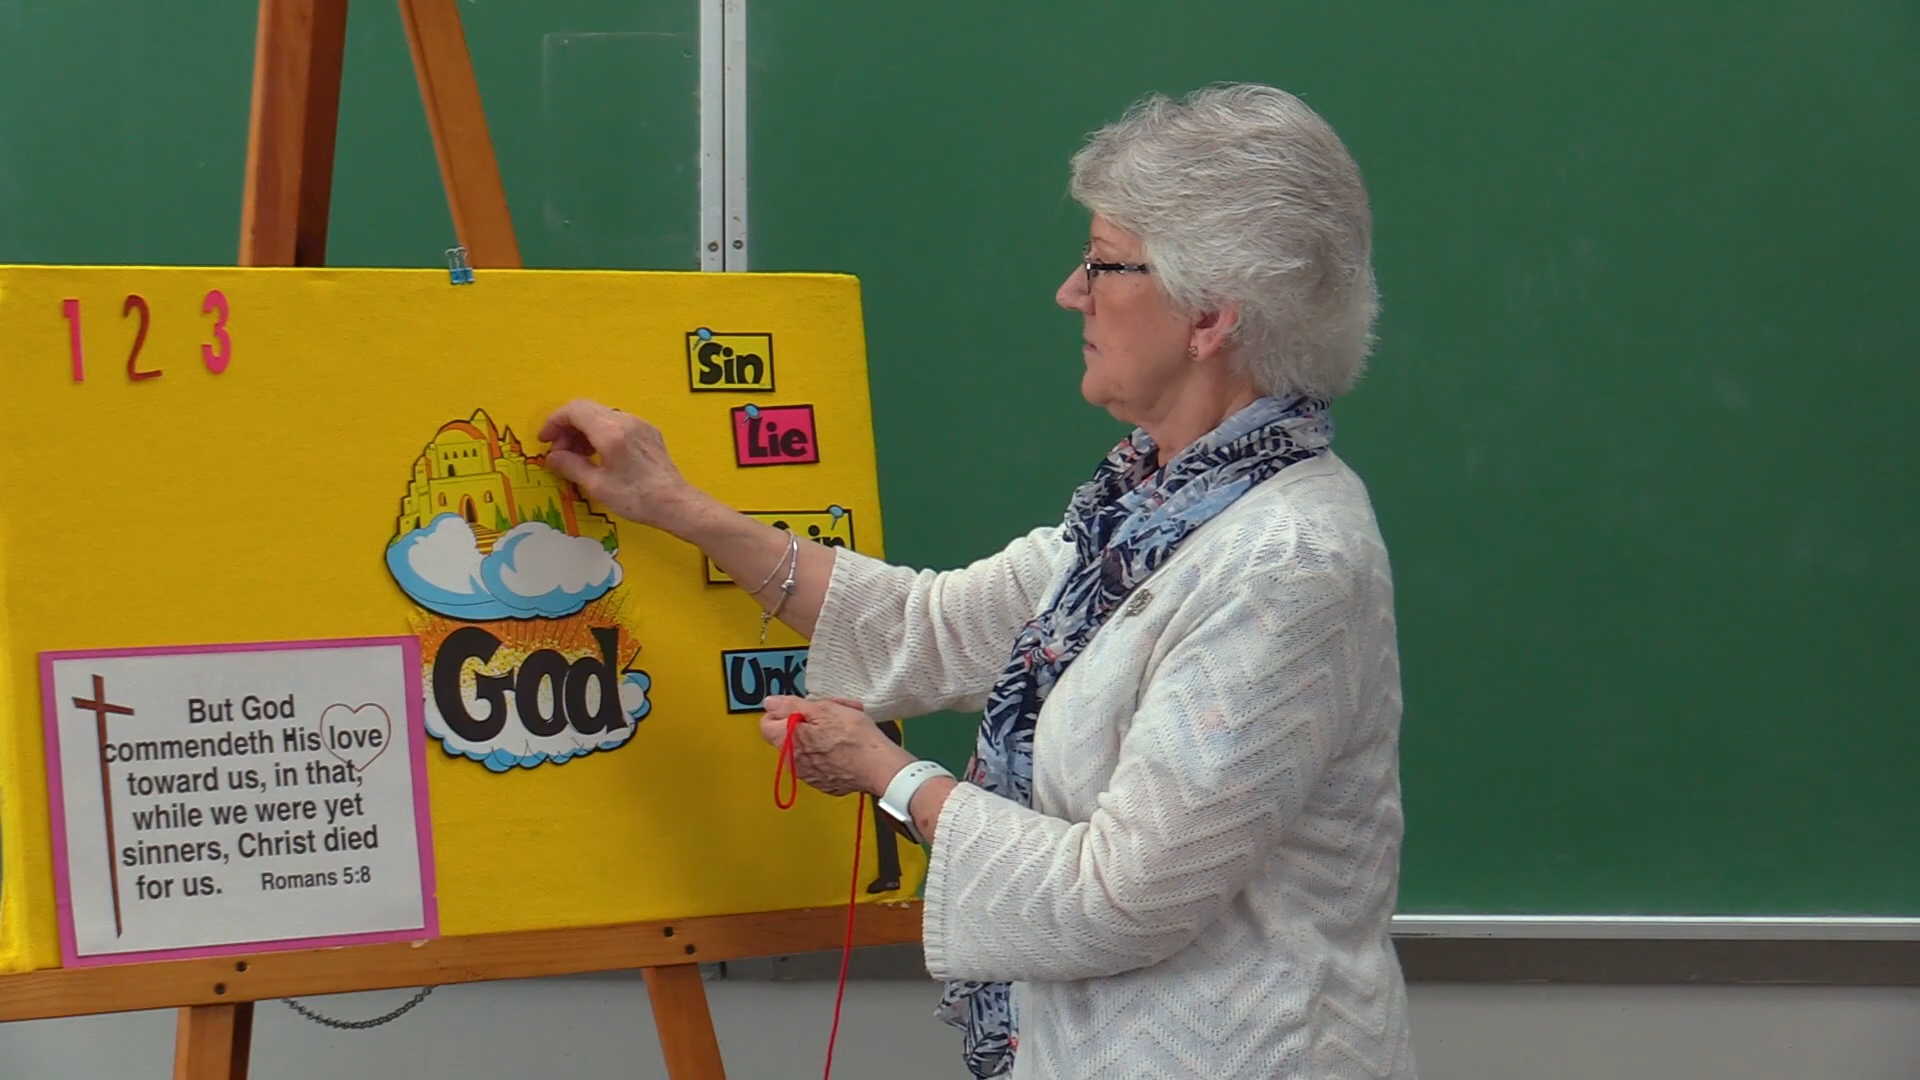 1 2 3
Sin
Lie
God
But God
commendeth His love
toward us, in that,
while we were yet
sinners, Christ died
for us. Romans 5:8